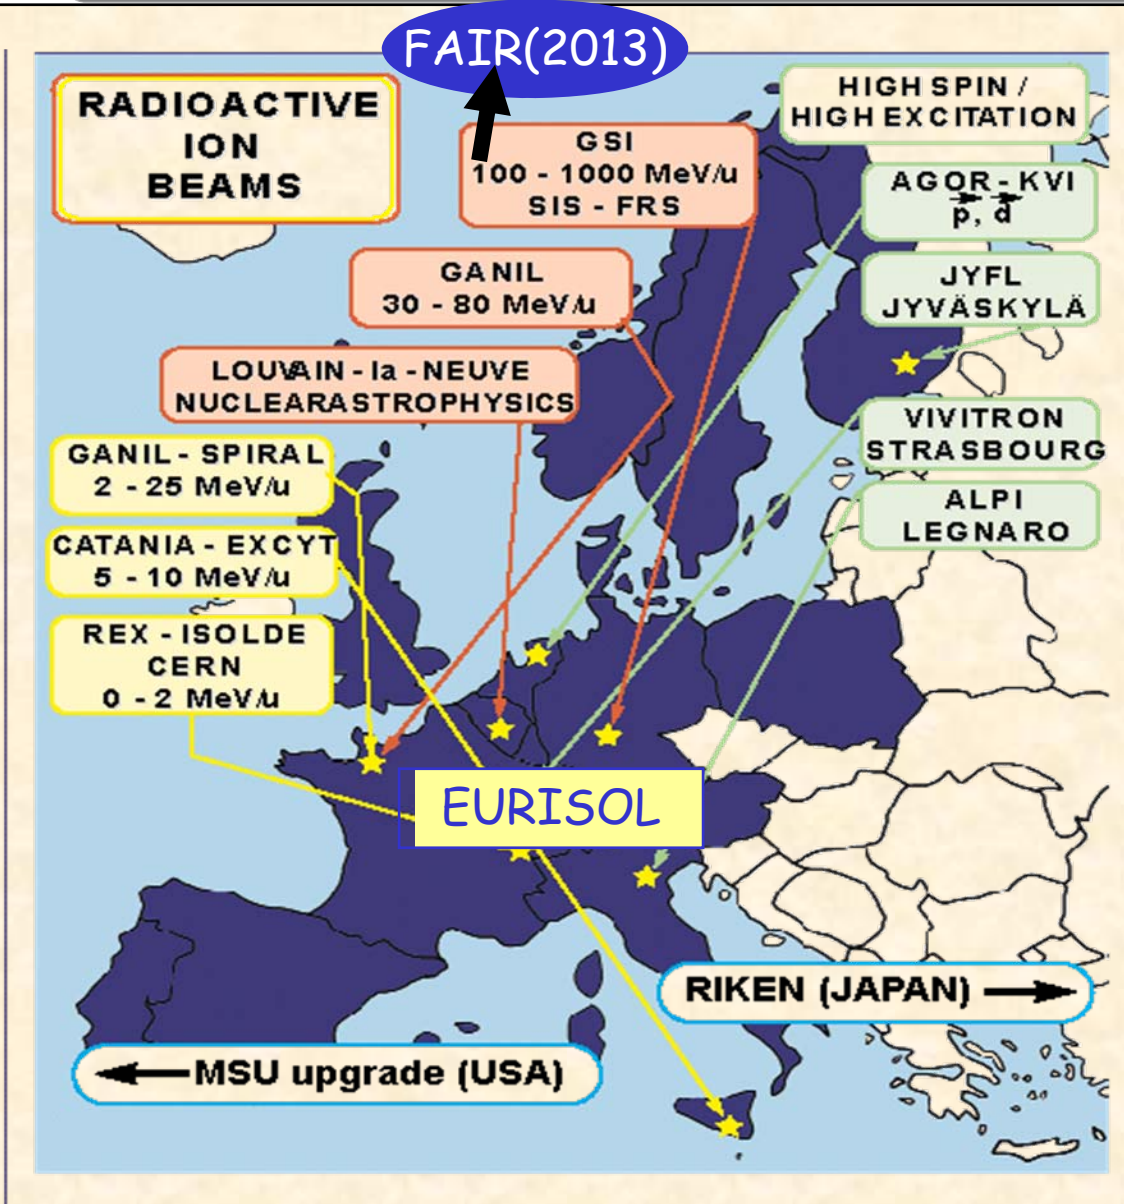 FAIR(2013)
RADIOACTIVE
ION
BEAMS
GSI
100 - 1000 MeV/u
SIS - FRS
HIGH SPIN /
HIGH EXCITATION
AGOR - KVI
p, d
GANIL
30 - 80 MeV/u
JYFL
JYVÄSKYLÄ
LOUVAIN - la - NEUVE
NUCLEARASTROPHYSICS
VIVITRON
STRASBOURG
GANIL - SPIRAL
2 - 25 MeV/u
ALPI
LEGNARO
CATANIA - EXCYT
5 - 10 MeV/u
REX - ISOLDE
CERN
0 - 2 MeV/u
EURISOL
RIKEN (JAPAN)
MSU upgrade (USA)